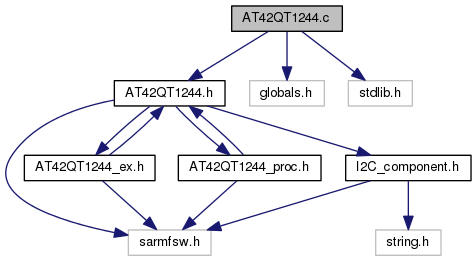 AT42QT1244.c
AT42QT1244.h
globals.h
stdlib.h
AT42QT1244_ex.h
AT42QT1244_proc.h
I2C_component.h
sarmfsw.h
string.h